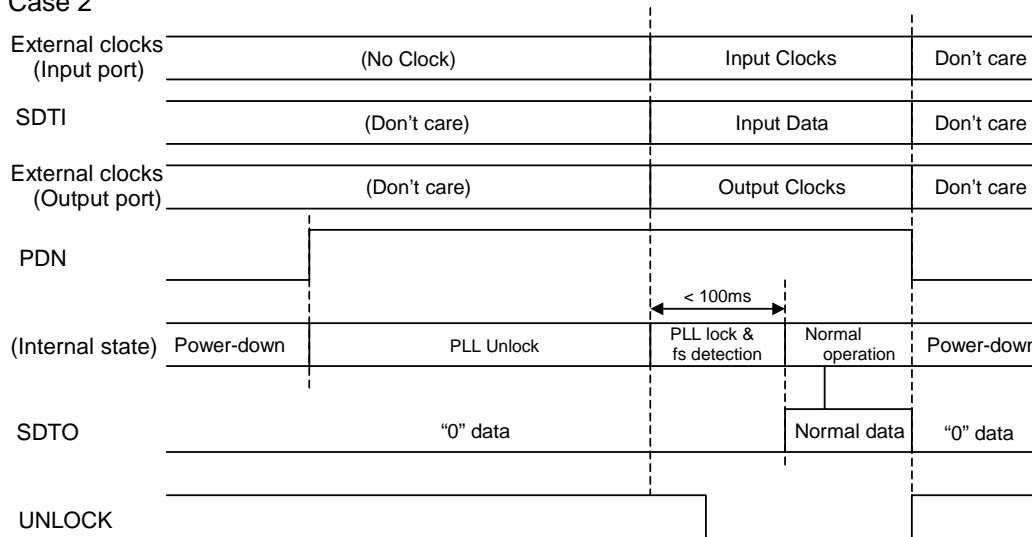 Case 2
External clocks
(Input port)
(No Clock)
Input Clocks
Don't care
SDTI
(Don't care)
Input Data
Don't care
External clocks
(Output port)
(Don't care)
Output Clocks
Don't care
PDN
< 100ms
(Internal state)
Power-down
PLL Unlock
PLL lock &
fs detection
Normal
operation
Power-down
SDTO
“0” data
Normal data
“0” data
UNLOCK